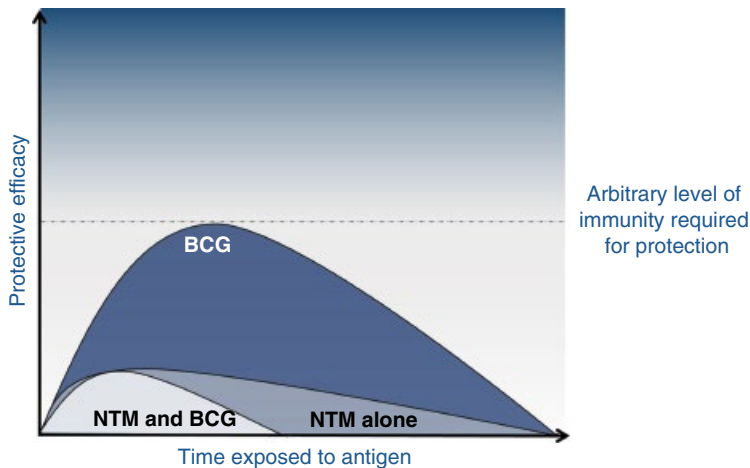 Protective efficacy
BCG
NTM and BCG
NTM alone
Time exposed to antigen
Arbitrary level of
immunity required
for protection